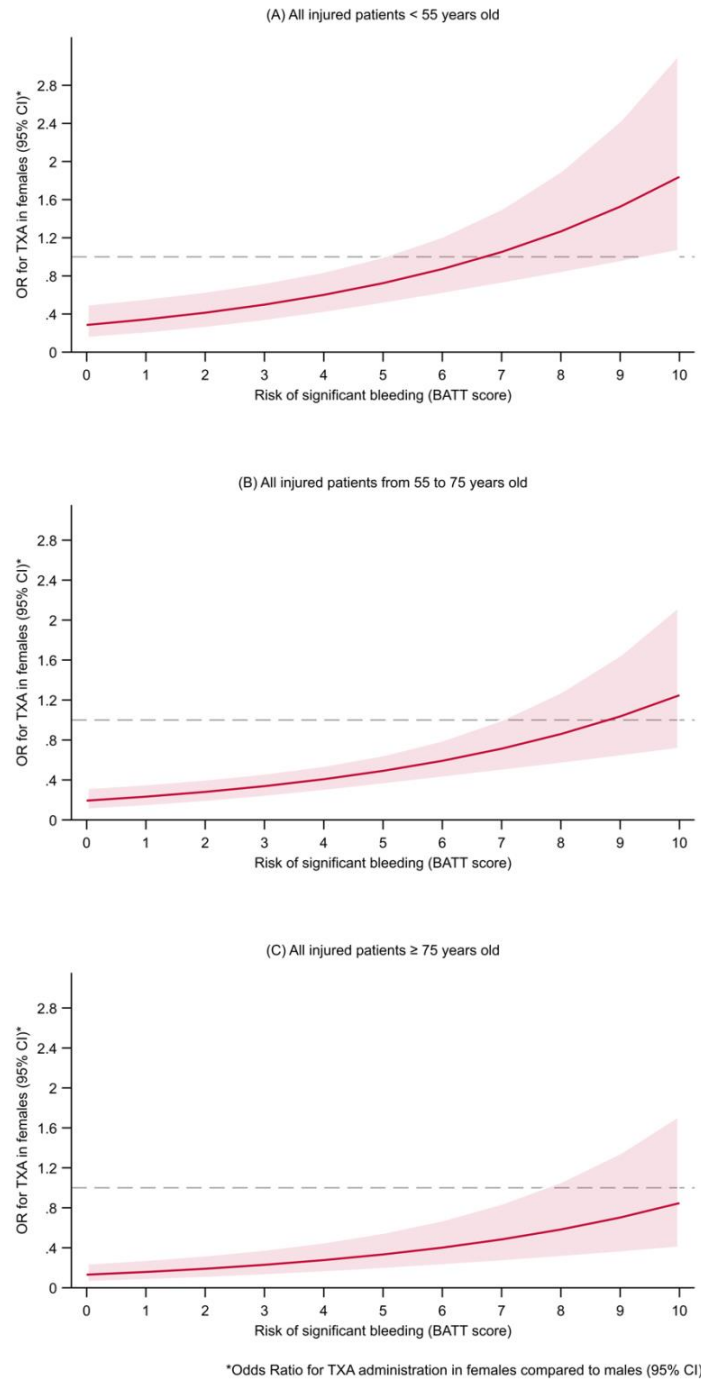 (A) All injured patients < 55 years old
OR for TXA in females (95% CI)*
2.8
2.4
2
1.6
1.2
.8
.4
0
0 1 2 3 4 5 6 7 8 9 10
Risk of significant bleeding (BATT score)
(B) All injured patients from 55 to 75 years old
OR for TXA in females (95% CI)*
2.8
2.4
2
1.6
1.2
.8
.4
0
0 1 2 3 4 5 6 7 8 9 10
Risk of significant bleeding (BATT score)
(C) All injured patients ≥ 75 years old
OR for TXA in females (95% CI)*
2.8
2.4
2
1.6
1.2
.8
.4
0
0 1 2 3 4 5 6 7 8 9 10
Risk of significant bleeding (BATT score)
*Odds Ratio for TXA administration in females compared to males (95% CI)